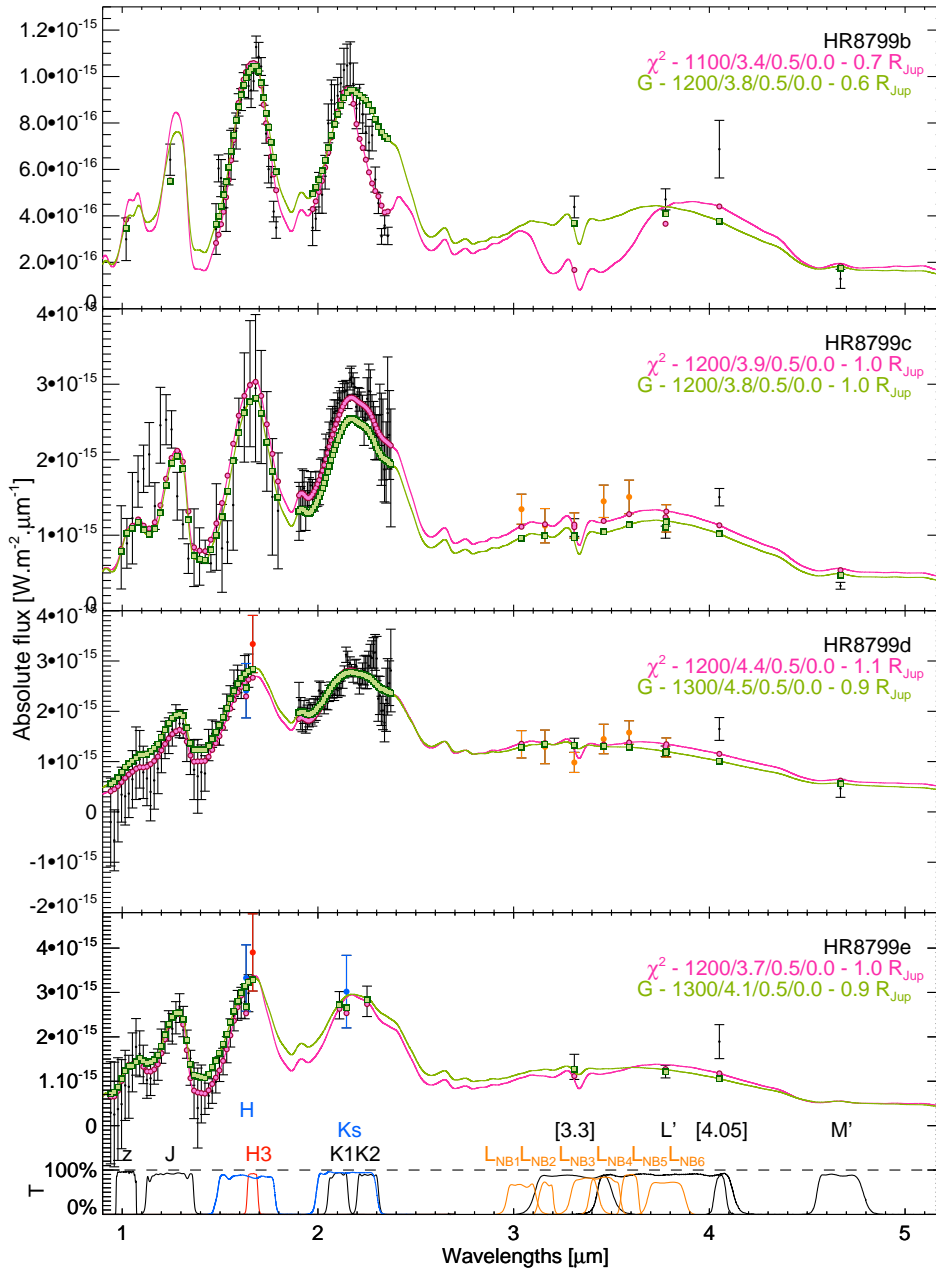 1.2•10⁻¹⁵
1.0•10⁻¹⁵
8.0•10⁻¹⁶
6.0•10⁻¹⁶
4.0•10⁻¹⁶
2.0•10⁻¹⁶
0
HR8799b
χ² - 1100/3.4/0.5/0.0 - 0.7 R_Jup
G - 1200/3.8/0.5/0.0 - 0.6 R_Jup
4•10⁻¹⁵
3•10⁻¹⁵
2•10⁻¹⁵
1•10⁻¹⁵
0
HR8799c
χ² - 1200/3.9/0.5/0.0 - 1.0 R_Jup
G - 1200/3.8/0.5/0.0 - 1.0 R_Jup
Absolute flux [W.m⁻².μm⁻¹]
4•10⁻¹⁵
3•10⁻¹⁵
2•10⁻¹⁵
1•10⁻¹⁵
0
-1•10⁻¹⁵
-2•10⁻¹⁵
HR8799d
χ² - 1200/4.4/0.5/0.0 - 1.1 R_Jup
G - 1300/4.5/0.5/0.0 - 0.9 R_Jup
4•10⁻¹⁵
3•10⁻¹⁵
2•10⁻¹⁵
1•10⁻¹⁵
0
HR8799e
χ² - 1200/3.7/0.5/0.0 - 1.0 R_Jup
G - 1300/4.1/0.5/0.0 - 0.9 R_Jup
H
Ks [3.3] L' [4.05] M'
z J H3 K1K2 L_NB1 L_NB2 L_NB3 L_NB4 L_NB5 L_NB6
100%
T
0%
1 2 3 4 5
Wavelengths [μm]